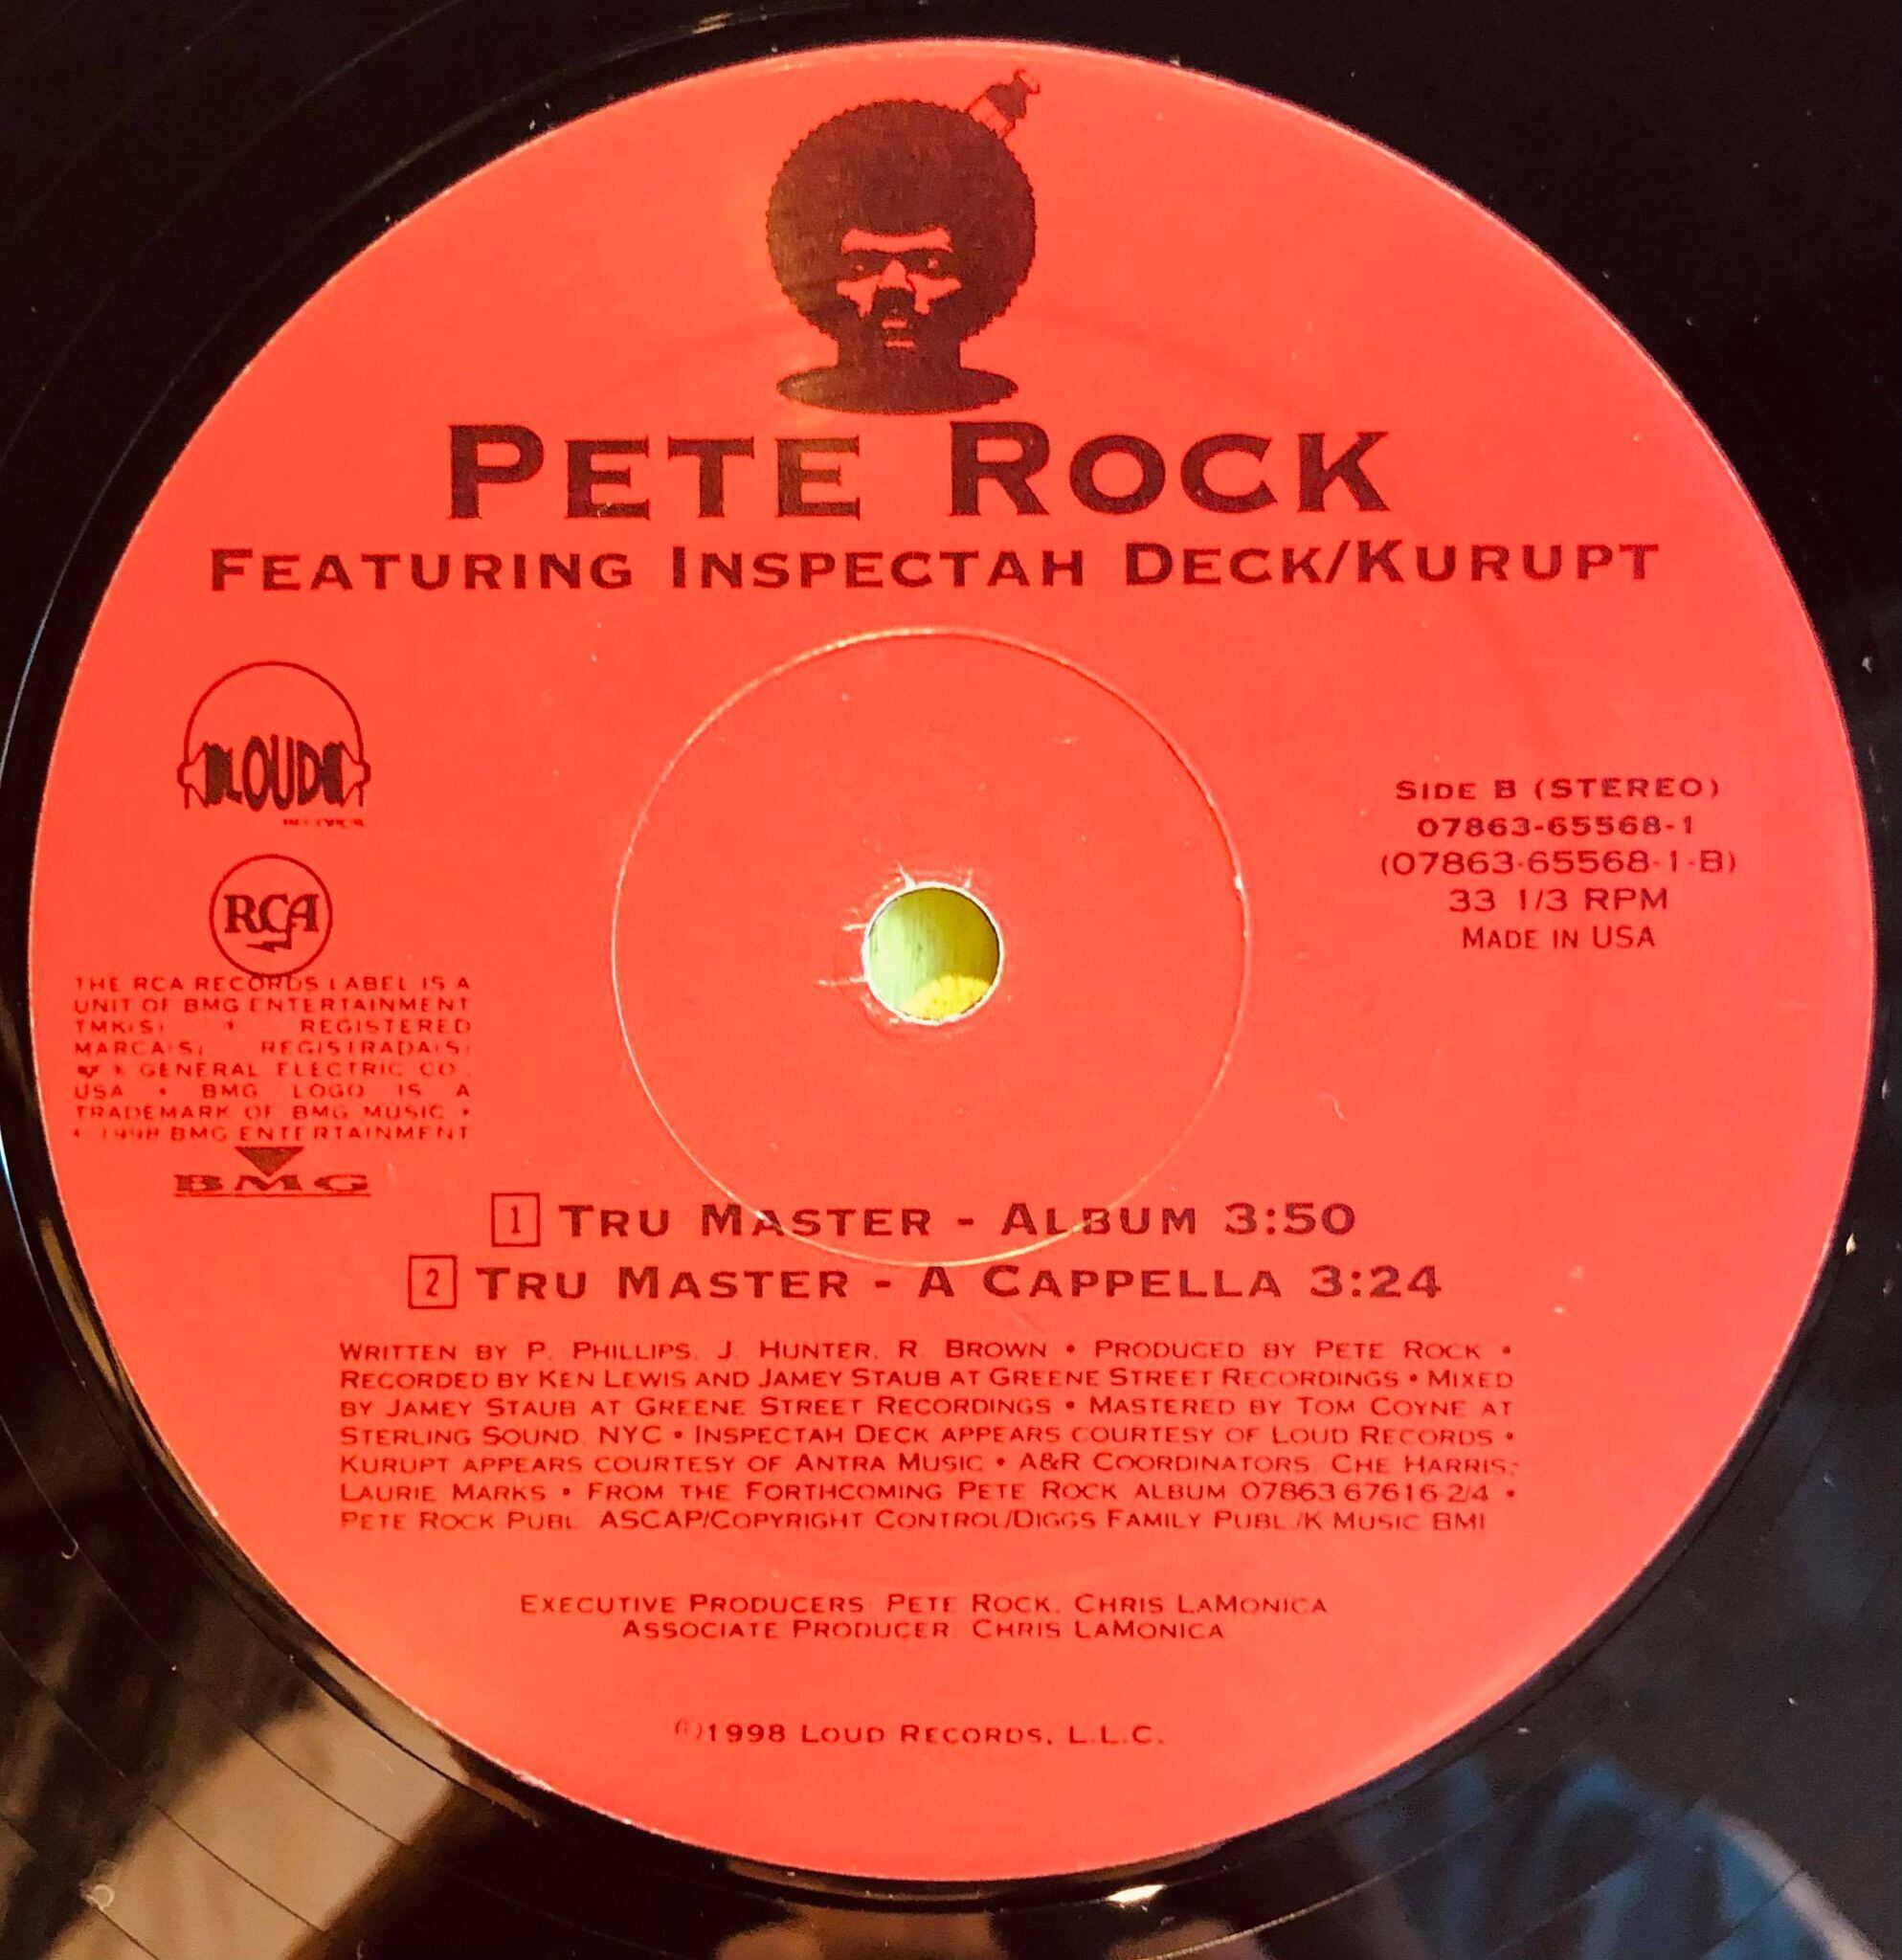 PETE ROCK
FEATURING INSPECTAH DECK/KURUPT
LOUD
RCA
THE RCA RECORDS LABEL IS A
UNIT OF BMG ENTERTAINMENT
TMK(S) REGISTERED
MARCA(S) REGISTRADA(S)
GENERAL ELECTRIC CO.
USA • BMG LOGO IS A
TRADEMARK OF BMG MUSIC •
1998 BMG ENTERTAINMENT
BMG
SIDE B (STEREO)
07863-65568-1
(07863-65568-1-B)
33 1/3 RPM
MADE IN USA
1 TRU MASTER - ALBUM 3:50
2 TRU MASTER - A CAPPELLA 3:24
WRITTEN BY P. PHILLIPS, J. HUNTER, R. BROWN • PRODUCED BY PETE ROCK •
RECORDED BY KEN LEWIS AND JAMEY STAUB AT GREENE STREET RECORDINGS • MIXED
BY JAMEY STAUB AT GREENE STREET RECORDINGS • MASTERED BY TOM COYNE AT
STERLING SOUND, NYC • INSPECTAH DECK APPEARS COURTESY OF LOUD RECORDS •
KURUPT APPEARS COURTESY OF ANTRA MUSIC • A&R COORDINATORS: CHE HARRIS,
LAURIE MARKS • FROM THE FORTHCOMING PETE ROCK ALBUM 07863 67616-2/4 •
PETE ROCK PUBL. ASCAP/COPYRIGHT CONTROL/DIGGS FAMILY PUBL./K MUSIC BMI
EXECUTIVE PRODUCERS: PETE ROCK, CHRIS LAMONICA
ASSOCIATE PRODUCER: CHRIS LAMONICA
℗1998 LOUD RECORDS, L.L.C.